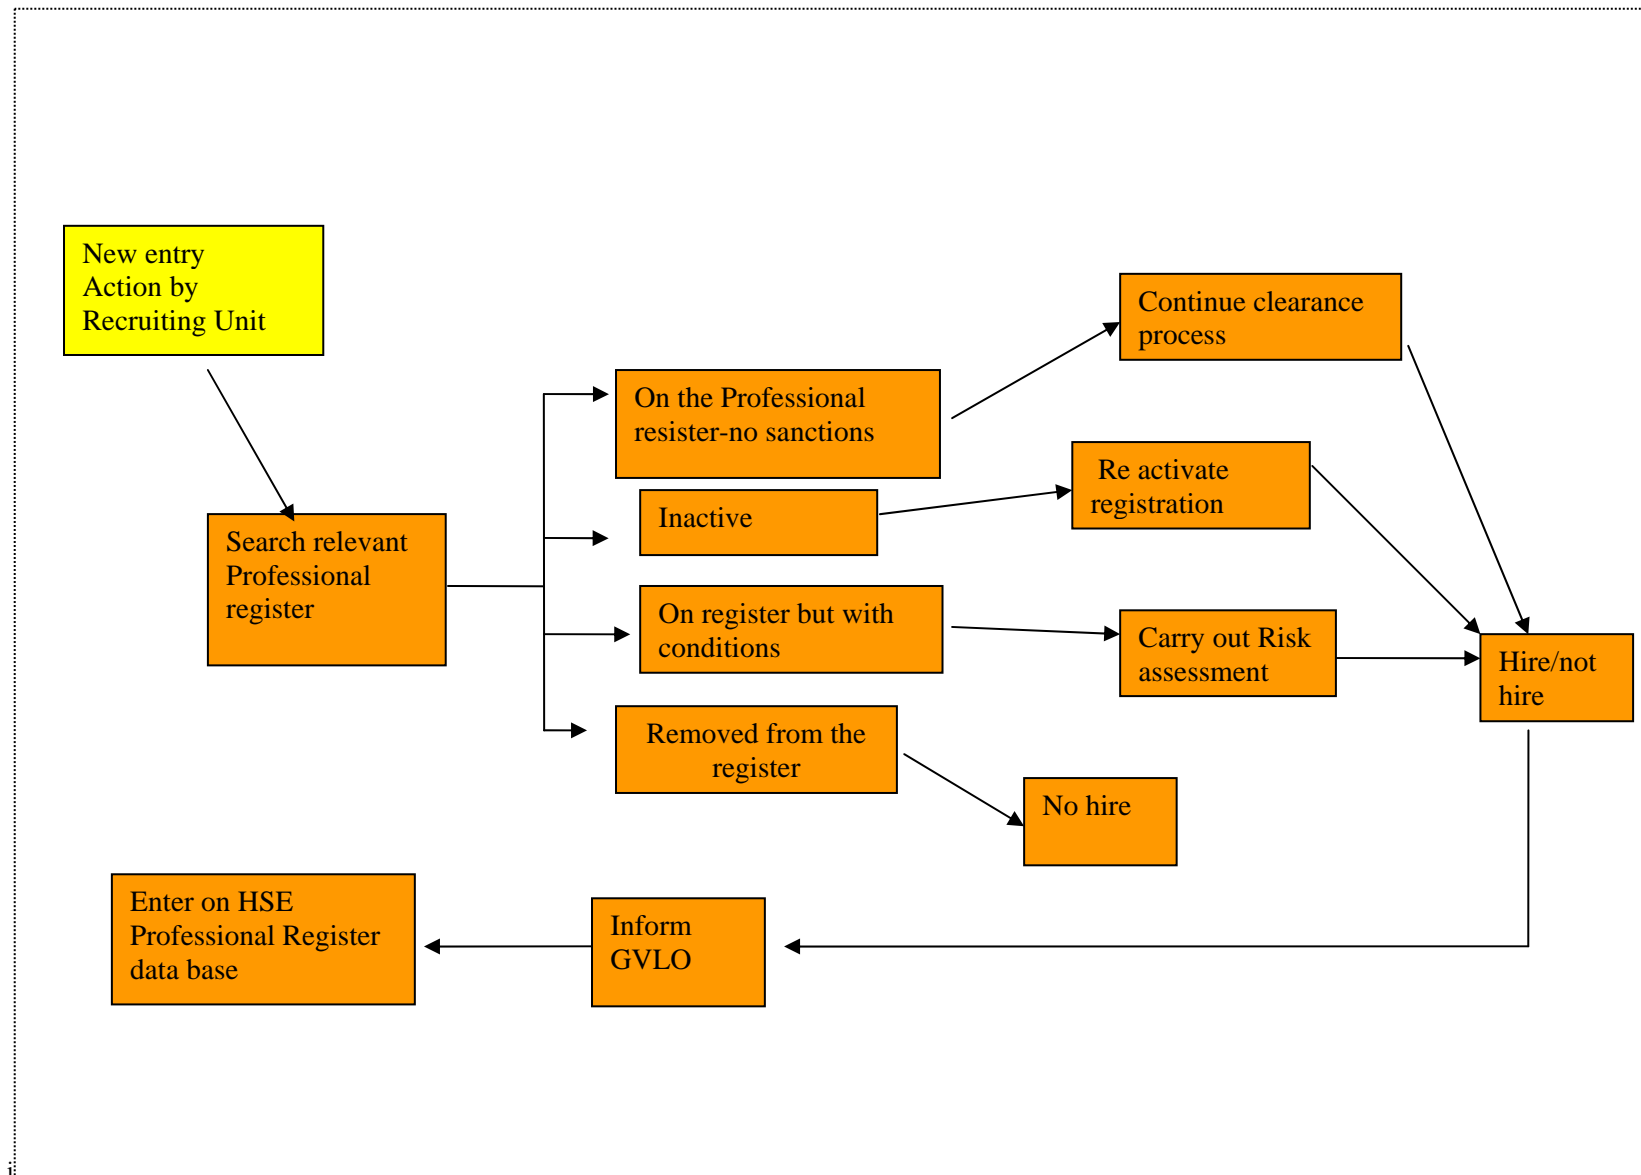 New entry
Action by
Recruiting Unit
Search relevant
Professional
register
On the Professional
resister-no sanctions
Inactive
On register but with
conditions
Removed from the
register
Continue clearance
process
Re activate
registration
Carry out Risk
assessment
No hire
Hire/not
hire
Inform
GVLO
Enter on HSE
Professional Register
data base
i